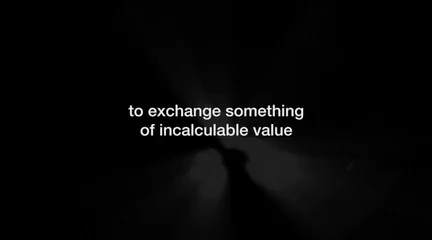 to exchange something
of incalculable value